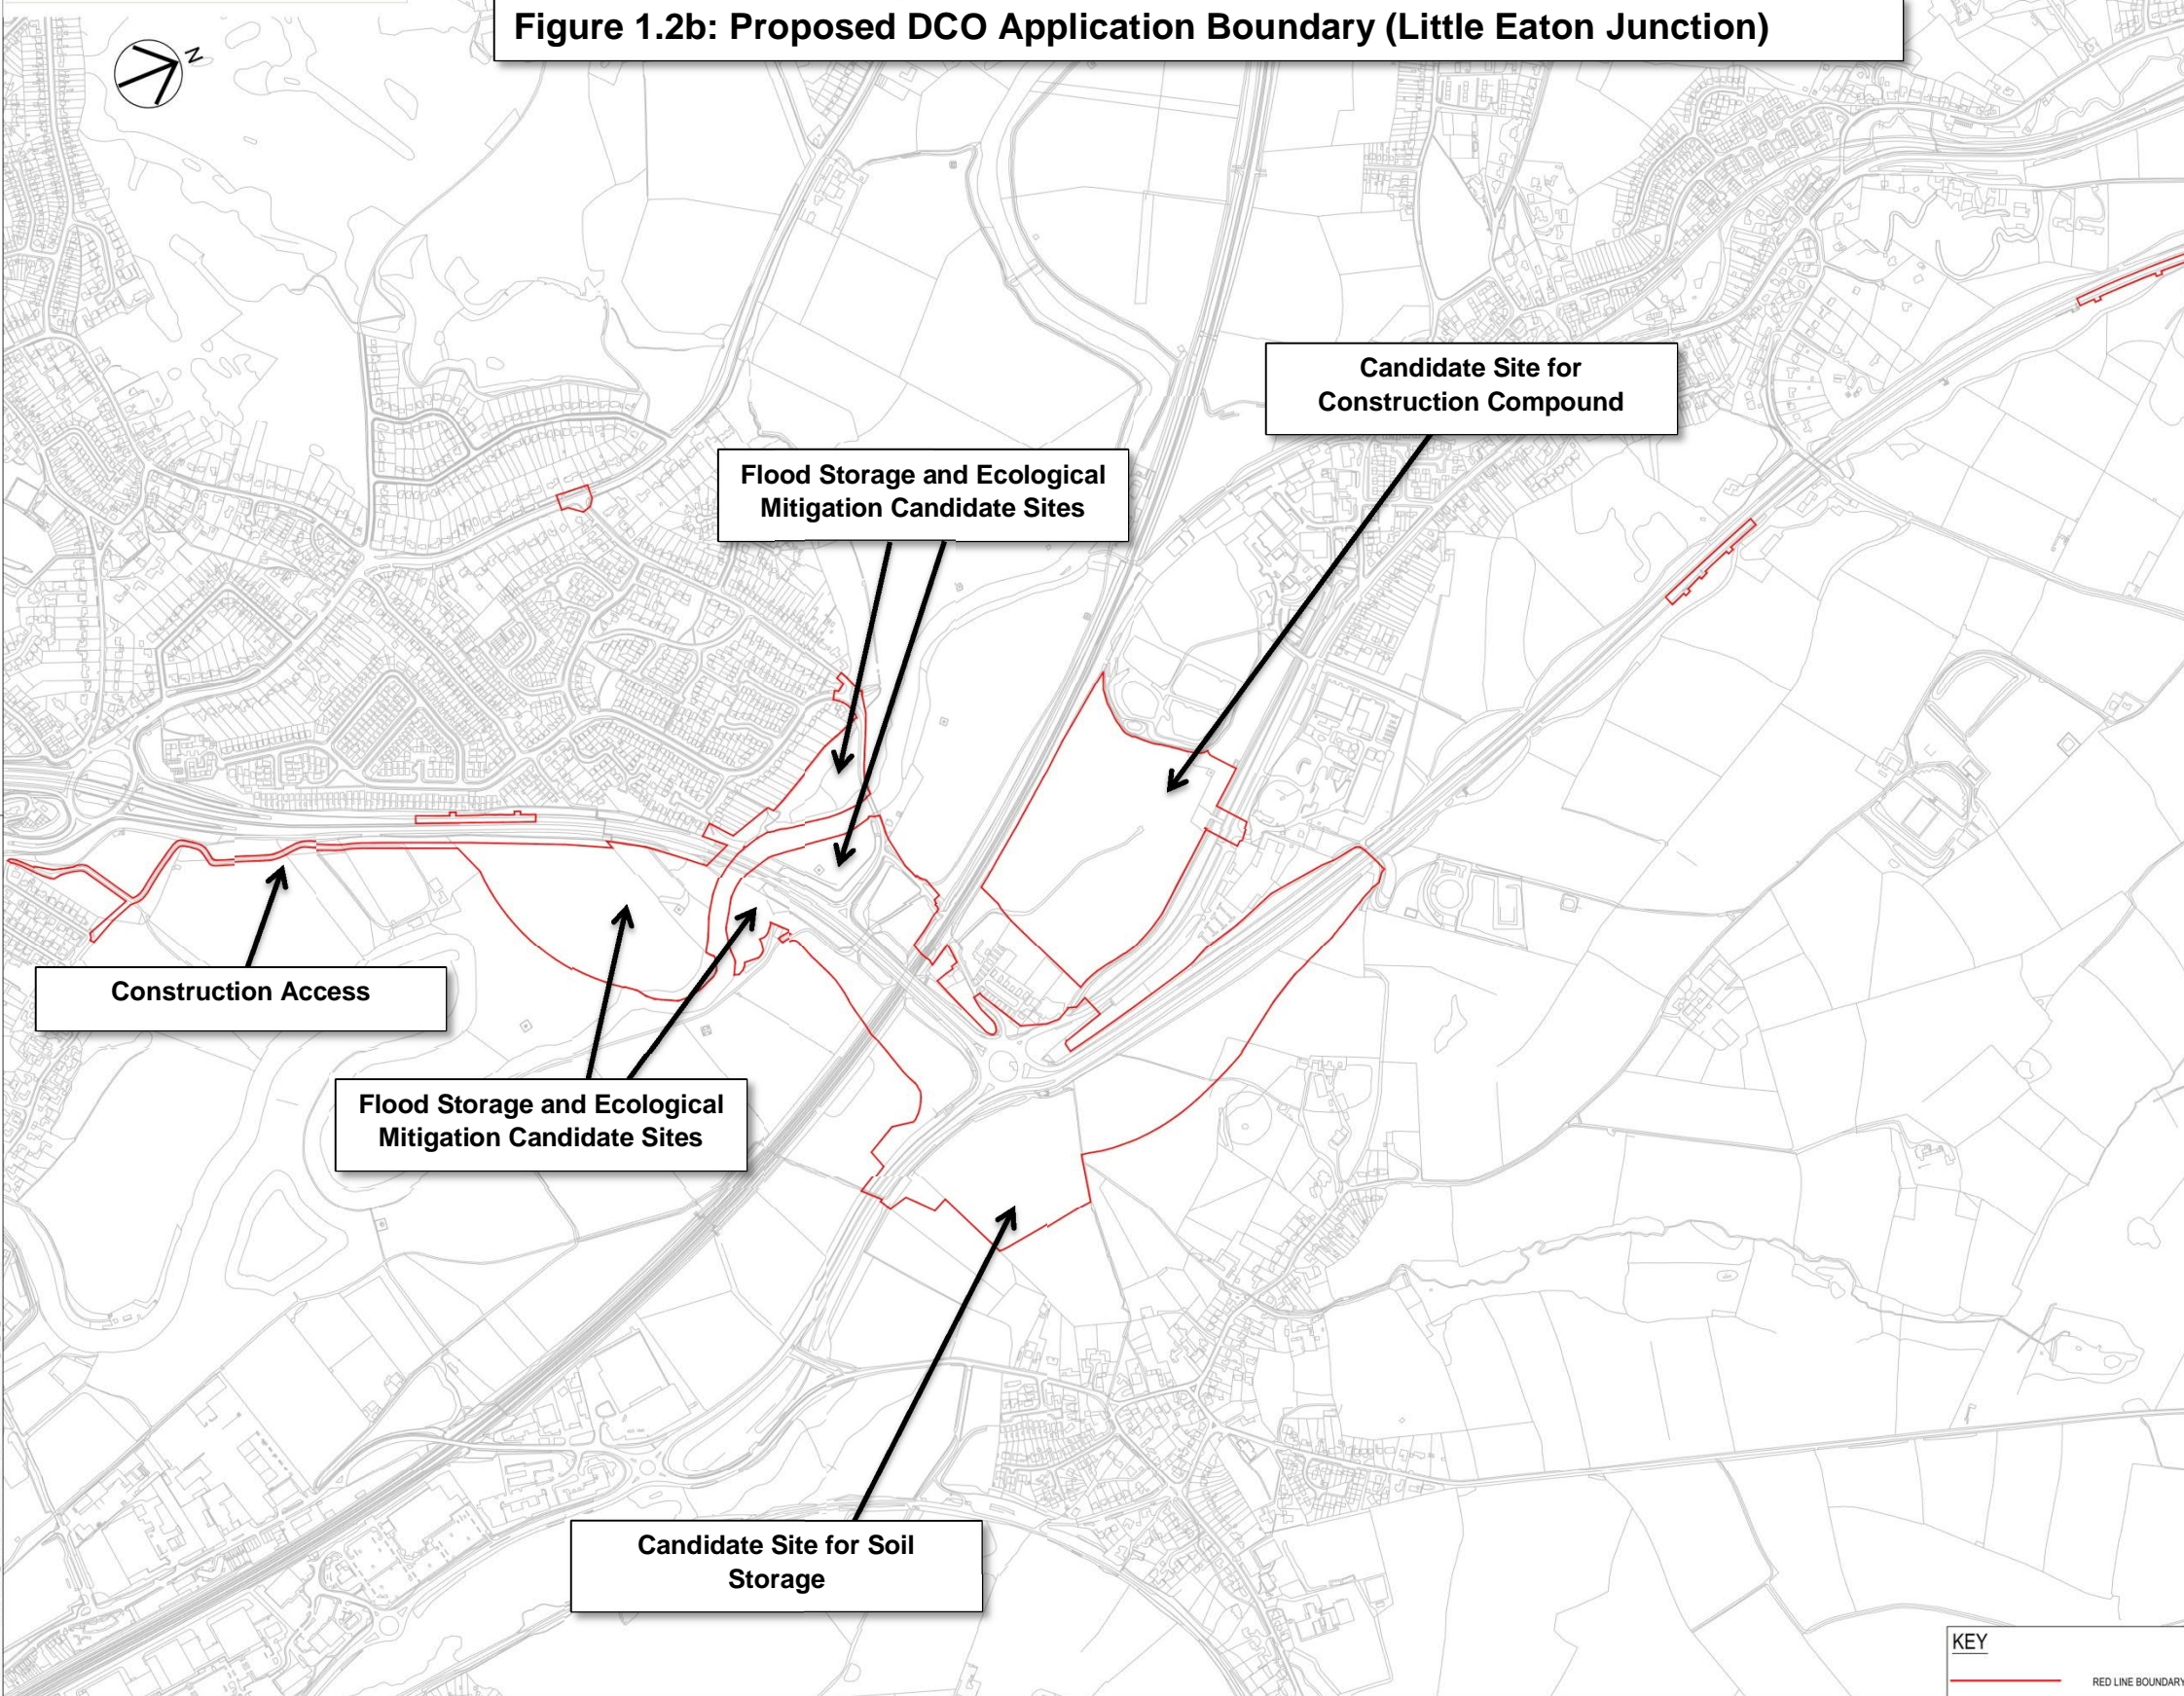 Figure 1.2b: Proposed DCO Application Boundary (Little Eaton Junction)
N
Candidate Site for
Construction Compound
Flood Storage and Ecological
Mitigation Candidate Sites
Construction Access
Flood Storage and Ecological
Mitigation Candidate Sites
Candidate Site for Soil
Storage
KEY
RED LINE BOUNDARY